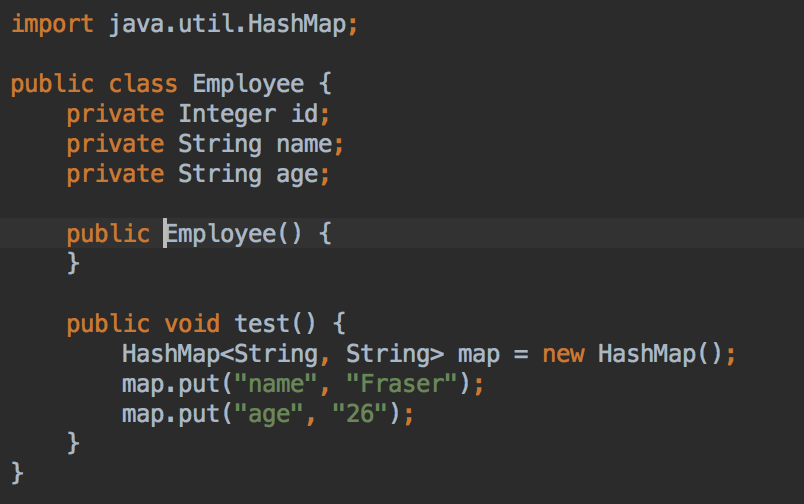 import java.util.HashMap;
public class Employee {
    private Integer id;
    private String name;
    private String age;
    public Employee() {
    }
    public void test() {
        HashMap<String, String> map = new HashMap();
        map.put("name", "Fraser");
        map.put("age", "26");
    }
}